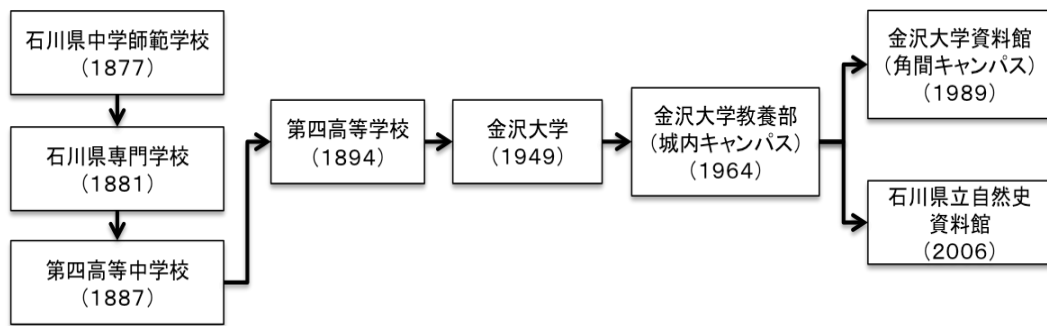 石川県中学師範学校
(1877)
石川県専門学校
(1881)
第四高等中学校
(1887)
第四高等学校
(1894)
金沢大学
(1949)
金沢大学教養部
(城内キャンパス)
(1964)
金沢大学資料館
(角間キャンパス)
(1989)
石川県立自然史
資料館
(2006)